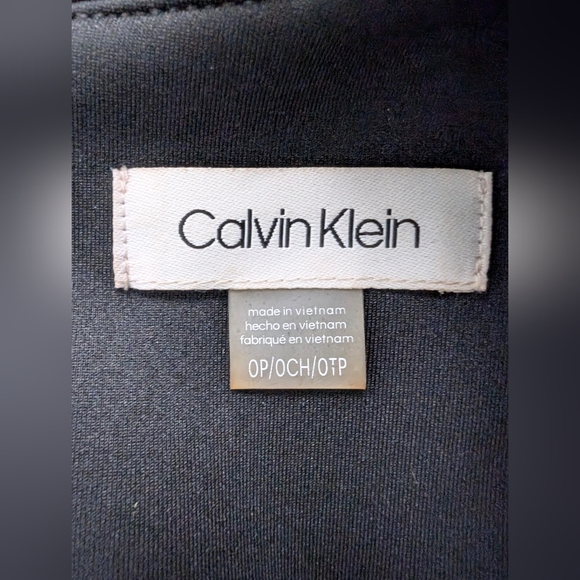 Calvin Klein
made in vietnam
hecho en vietnam
fabriqué en vietnam
0P/0CH/0TP